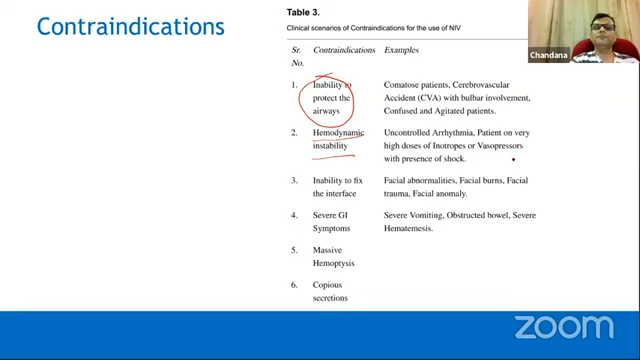 Contraindications
Table 3.
Clinical scenarios of Contraindications for the use of NIV
Sr. No. Contraindications Examples
1. Inability to protect the airways Comatose patients, Cerebrovascular
Accident (CVA) with bulbar involvement,
Confused and Agitated patients.
2. Hemodynamic instability Uncontrolled Arrhythmia, Patient on very
high doses of Inotropes or Vasopressors
with presence of shock.
3. Inability to fix the interface Facial abnormalities, Facial burns, Facial
trauma, Facial anomaly.
4. Severe GI Symptoms Severe Vomiting, Obstructed bowel, Severe
Hematemesis.
5. Massive Hemoptysis
6. Copious secretions
Chandana
zoom